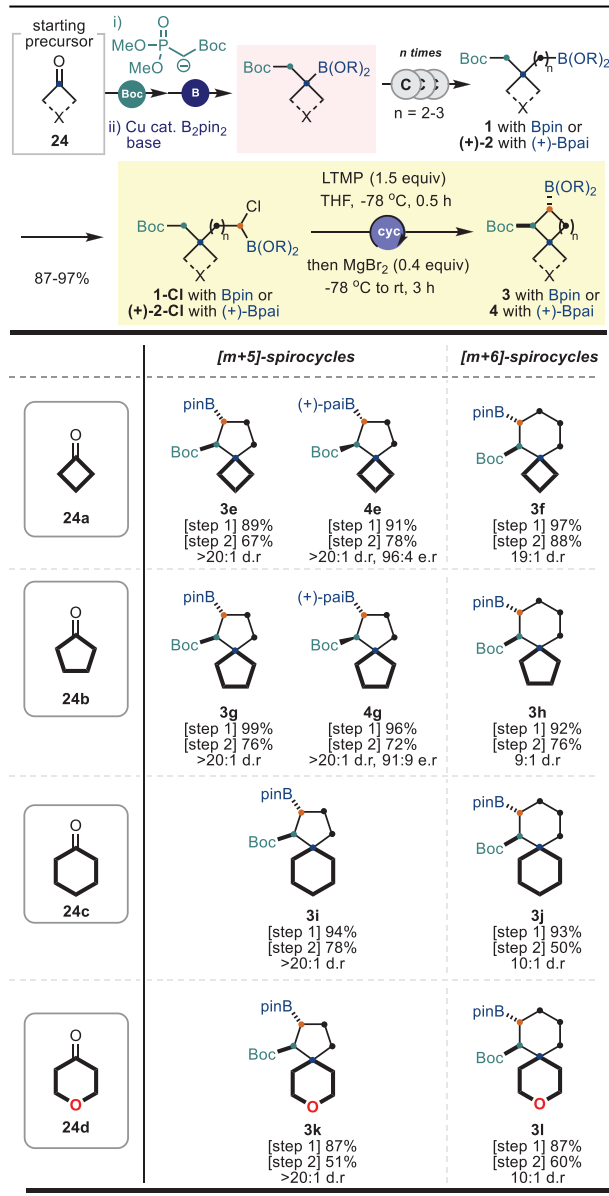 starting
precursor
O
X
24
i)
O
MeO P Boc
MeO
⊖
Boc
B
ii) Cu cat. B2pin2
base
Boc B(OR)2
X
n times
C C C
n = 2-3
Boc ( )n B(OR)2
X
1 with Bpin or
(+)-2 with (+)-Bpai
87-97%
Boc ( )n Cl
B(OR)2
X
1-Cl with Bpin or
(+)-2-Cl with (+)-Bpai
LTMP (1.5 equiv)
THF, -78 oC, 0.5 h
cyc
then MgBr2 (0.4 equiv)
-78 oC to rt, 3 h
B(OR)2
Boc ( )n
X
3 with Bpin or
4 with (+)-Bpai
[m+5]-spirocycles [m+6]-spirocycles
O
24a
pinB
Boc
3e
[step 1] 89%
[step 2] 67%
>20:1 d.r
(+)-paiB
Boc
4e
[step 1] 91%
[step 2] 78%
>20:1 d.r, 96:4 e.r
pinB
Boc
3f
[step 1] 97%
[step 2] 88%
19:1 d.r
O
24b
pinB
Boc
3g
[step 1] 99%
[step 2] 76%
>20:1 d.r
(+)-paiB
Boc
4g
[step 1] 96%
[step 2] 72%
>20:1 d.r, 91:9 e.r
pinB
Boc
3h
[step 1] 92%
[step 2] 76%
9:1 d.r
O
24c
pinB
Boc
3i
[step 1] 94%
[step 2] 78%
>20:1 d.r
pinB
Boc
3j
[step 1] 93%
[step 2] 50%
10:1 d.r
O
O
24d
pinB
Boc
O
3k
[step 1] 87%
[step 2] 51%
>20:1 d.r
pinB
Boc
O
3l
[step 1] 87%
[step 2] 60%
10:1 d.r